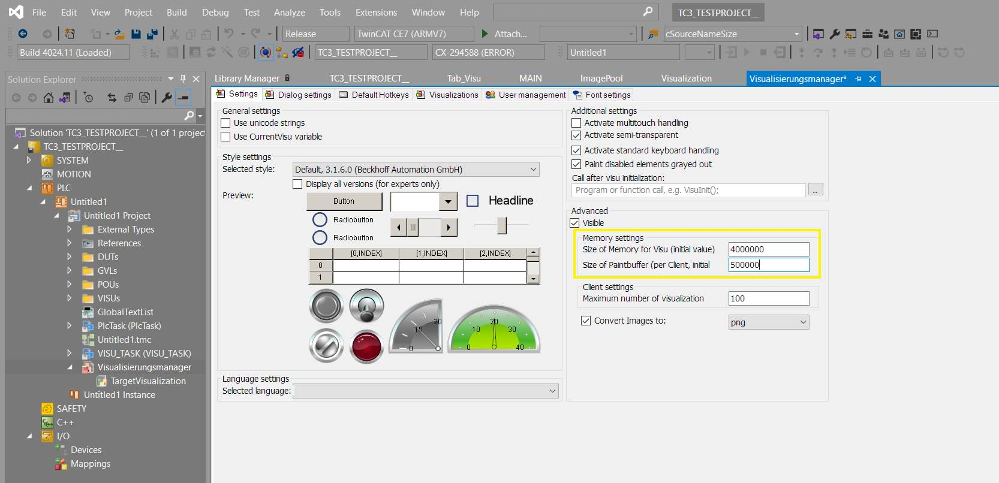 File Edit View Project Build Debug Test Analyze Tools Extensions Window Help TC3_TESTPROJECT__
Release TwinCAT CE7 (ARMV7) Attach... cSourceNameSize
Build 4024.11 (Loaded) TC3_TESTPROJECT__ CX-294588 (ERROR) Untitled1
Solution Explorer
Library Manager TC3_TESTPROJECT__ Tab_Visu MAIN ImagePool Visualization Visualisierungsmanager*
Settings Dialog settings Default Hotkeys Visualizations User management Font settings
Solution 'TC3_TESTPROJECT__' (1 of 1 project
TC3_TESTPROJECT__
SYSTEM
MOTION
PLC
Untitled1
Untitled1 Project
External Types
References
DUTs
GVLs
POUs
VISUs
GlobalTextList
PlcTask (PlcTask)
Untitled1.tmc
VISU_TASK (VISU_TASK)
Visualisierungsmanager
TargetVisualization
Untitled1 Instance
SAFETY
C++
I/O
Devices
Mappings
General settings
Use unicode strings
Use CurrentVisu variable
Style settings
Selected style: Default, 3.1.6.0 (Beckhoff Automation GmbH)
Display all versions (for experts only)
Preview:
Button Headline
Radiobutton
Radiobutton
[0,INDEX] [1,INDEX] [2,INDEX]
0
1
0 10 20
0 10 20 30 40
Language settings
Selected language:
Additional settings
Activate multitouch handling
Activate semi-transparent
Activate standard keyboard handling
Paint disabled elements grayed out
Call after visu initialization:
Program or function call, e.g. VisuInit(); ..
Advanced
Visible
Memory settings
Size of Memory for Visu (initial value) 4000000
Size of Paintbuffer (per Client, initial 500000
Client settings
Maximum number of visualization 100
Convert Images to: png